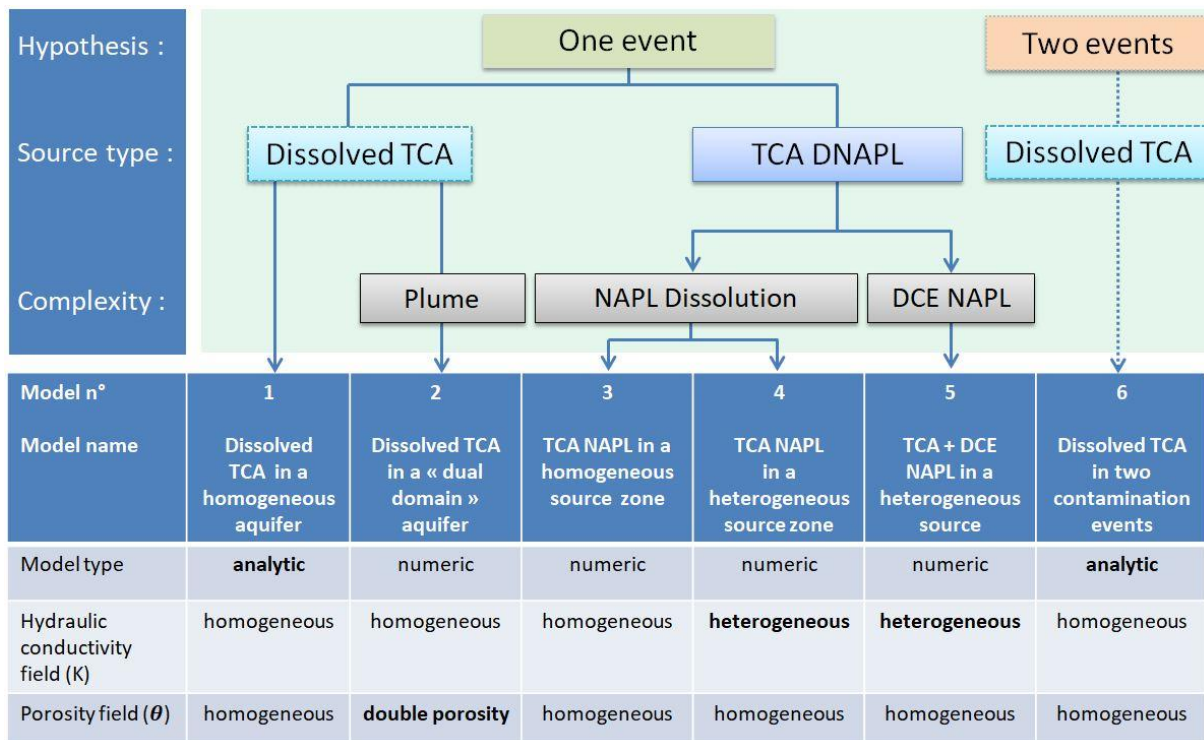 Hypothesis :
One event
Two events
Source type :
Dissolved TCA
TCA DNAPL
Dissolved TCA
Complexity :
Plume
NAPL Dissolution
DCE NAPL
Model n°
1
2
3
4
5
6
Model name
Dissolved
TCA in a
homogeneous
aquifer
Dissolved TCA
in a « dual
domain »
aquifer
TCA NAPL in a
homogeneous
source zone
TCA NAPL
in a
heterogeneous
source zone
TCA + DCE
NAPL in a
heterogeneous
source
Dissolved TCA
in two
contamination
events
Model type
analytic
numeric
numeric
numeric
numeric
analytic
Hydraulic
conductivity
field (K)
homogeneous
homogeneous
homogeneous
heterogeneous
heterogeneous
homogeneous
Porosity field (θ)
homogeneous
double porosity
homogeneous
homogeneous
homogeneous
homogeneous